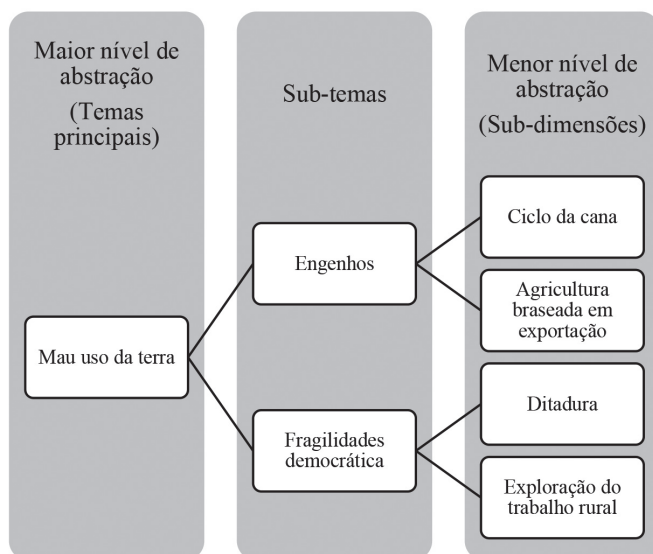 Maior nível de
abstração
(Temas
principais)
Sub-temas
Menor nível de
abstração
(Sub-dimensões)
Mau uso da terra
Engenhos
Fragilidades
democrática
Ciclo da cana
Agricultura
braseada em
exportação
Ditadura
Exploração do
trabalho rural